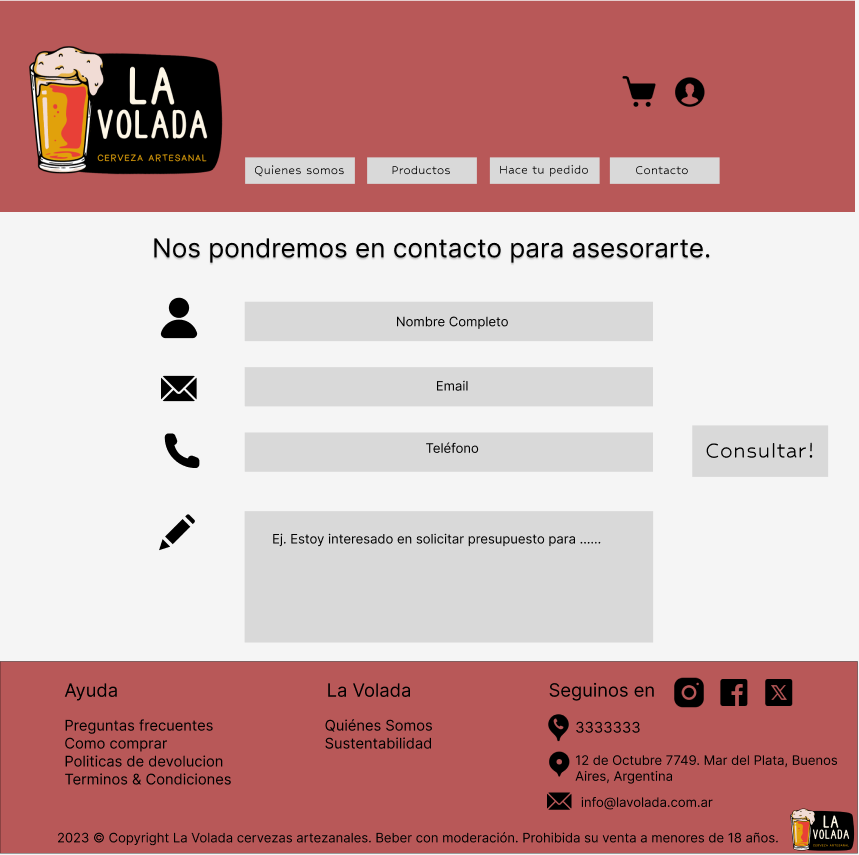 LA
VOLADA
CERVEZA ARTESANAL
Quienes somos
Productos
Hace tu pedido
Contacto
Nos pondremos en contacto para asesorarte.
Nombre Completo
Email
Teléfono
Consultar!
Ej. Estoy interesado en solicitar presupuesto para ......
Ayuda
Preguntas frecuentes
Como comprar
Politicas de devolucion
Terminos & Condiciones
La Volada
Quiénes Somos
Sustentabilidad
Seguinos en
3333333
12 de Octubre 7749. Mar del Plata, Buenos
Aires, Argentina
info@lavolada.com.ar
2023 © Copyright La Volada cervezas artezanales. Beber con moderación. Prohibida su venta a menores de 18 años.
LA
VOLADA
CERVEZA ARTESANAL